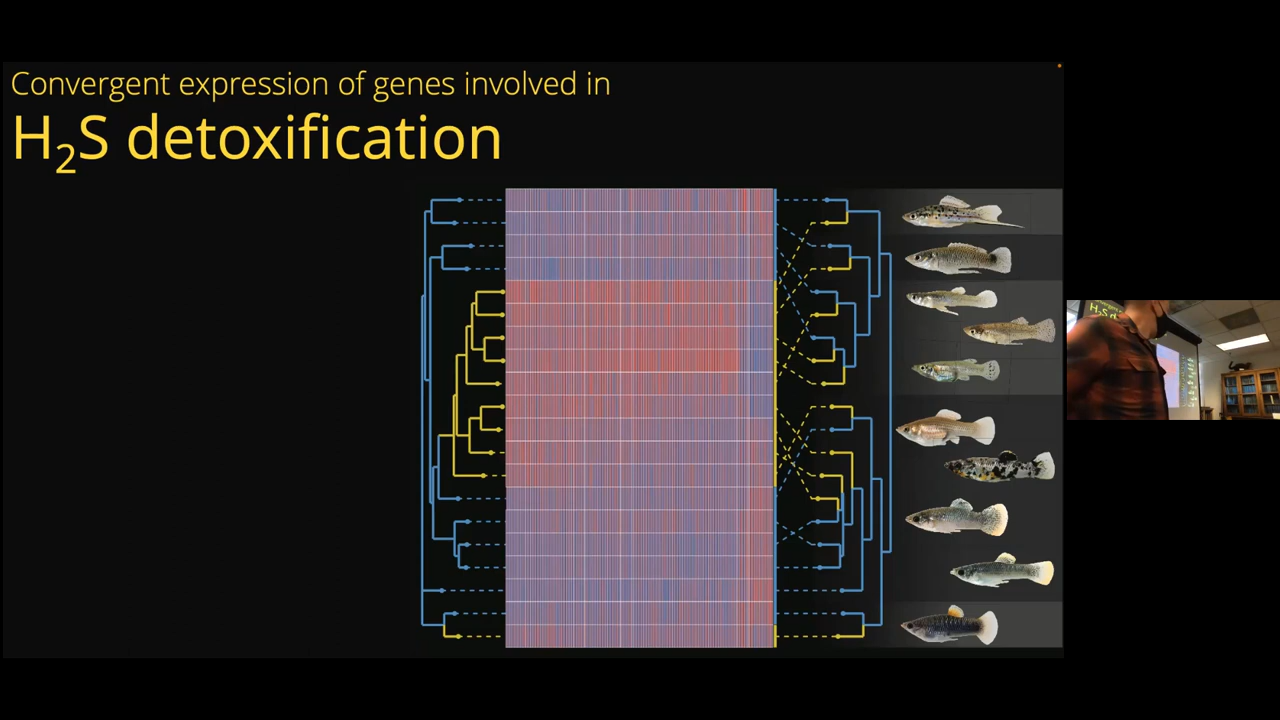 Convergent expression of genes involved in
H₂S detoxification